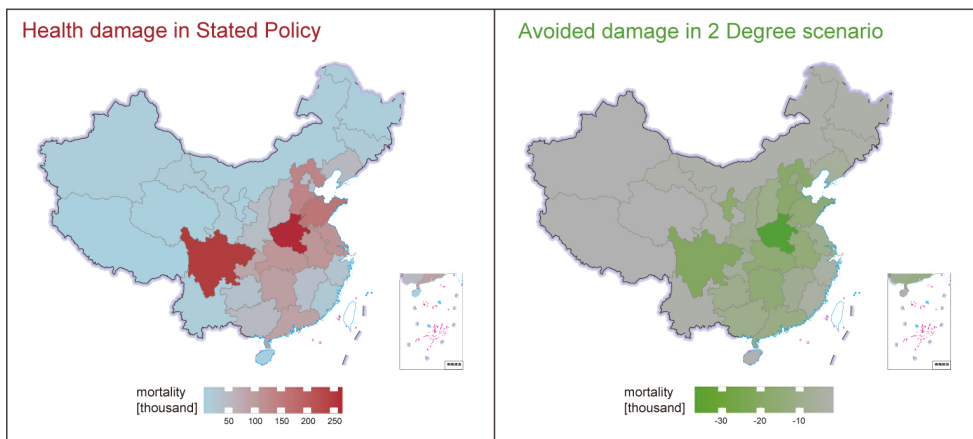 Health damage in Stated Policy
mortality
[thousand]
50 100 150 200 250
Avoided damage in 2 Degree scenario
mortality
[thousand]
-30 -20 -10